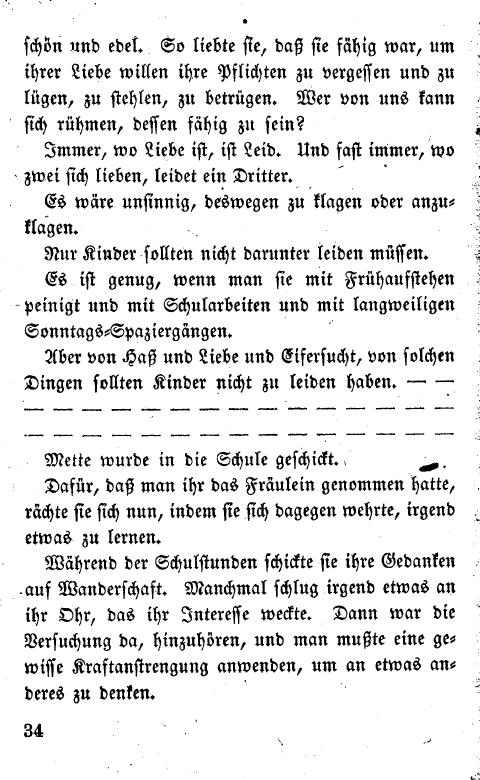 schön und edel. So liebte sie, daß sie fähig war, um
ihrer Liebe willen ihre Pflichten zu vergessen und zu
lügen, zu stehlen, zu betrügen. Wer von uns kann
sich rühmen, dessen fähig zu sein?
Immer, wo Liebe ist, ist Leid. Und fast immer, wo
zwei sich lieben, leidet ein Dritter.
Es wäre unsinnig, deswegen zu klagen oder anzu-
klagen.
Nur Kinder sollten nicht darunter leiden müssen.
Es ist genug, wenn man sie mit Frühaufstehen
peinigt und mit Schularbeiten und mit langweiligen
Sonntags-Spaziergängen.
Aber von Haß und Liebe und Eifersucht, von solchen
Dingen sollten Kinder nicht zu leiden haben. — —
— — — — — — — — — — — — — — — —
— — — — — — — — — — — — — — — —
Mette wurde in die Schule geschickt.
Dafür, daß man ihr das Fräulein genommen hatte,
rächte sie sich nun, indem sie sich dagegen wehrte, irgend
etwas zu lernen.
Während der Schulstunden schickte sie ihre Gedanken
auf Wanderschaft. Manchmal schlug irgend etwas an
ihr Ohr, das ihr Interesse weckte. Dann war die
Versuchung da, hinzuhören, und man mußte eine ge-
wisse Kraftanstrengung anwenden, um an etwas an-
deres zu denken.
34